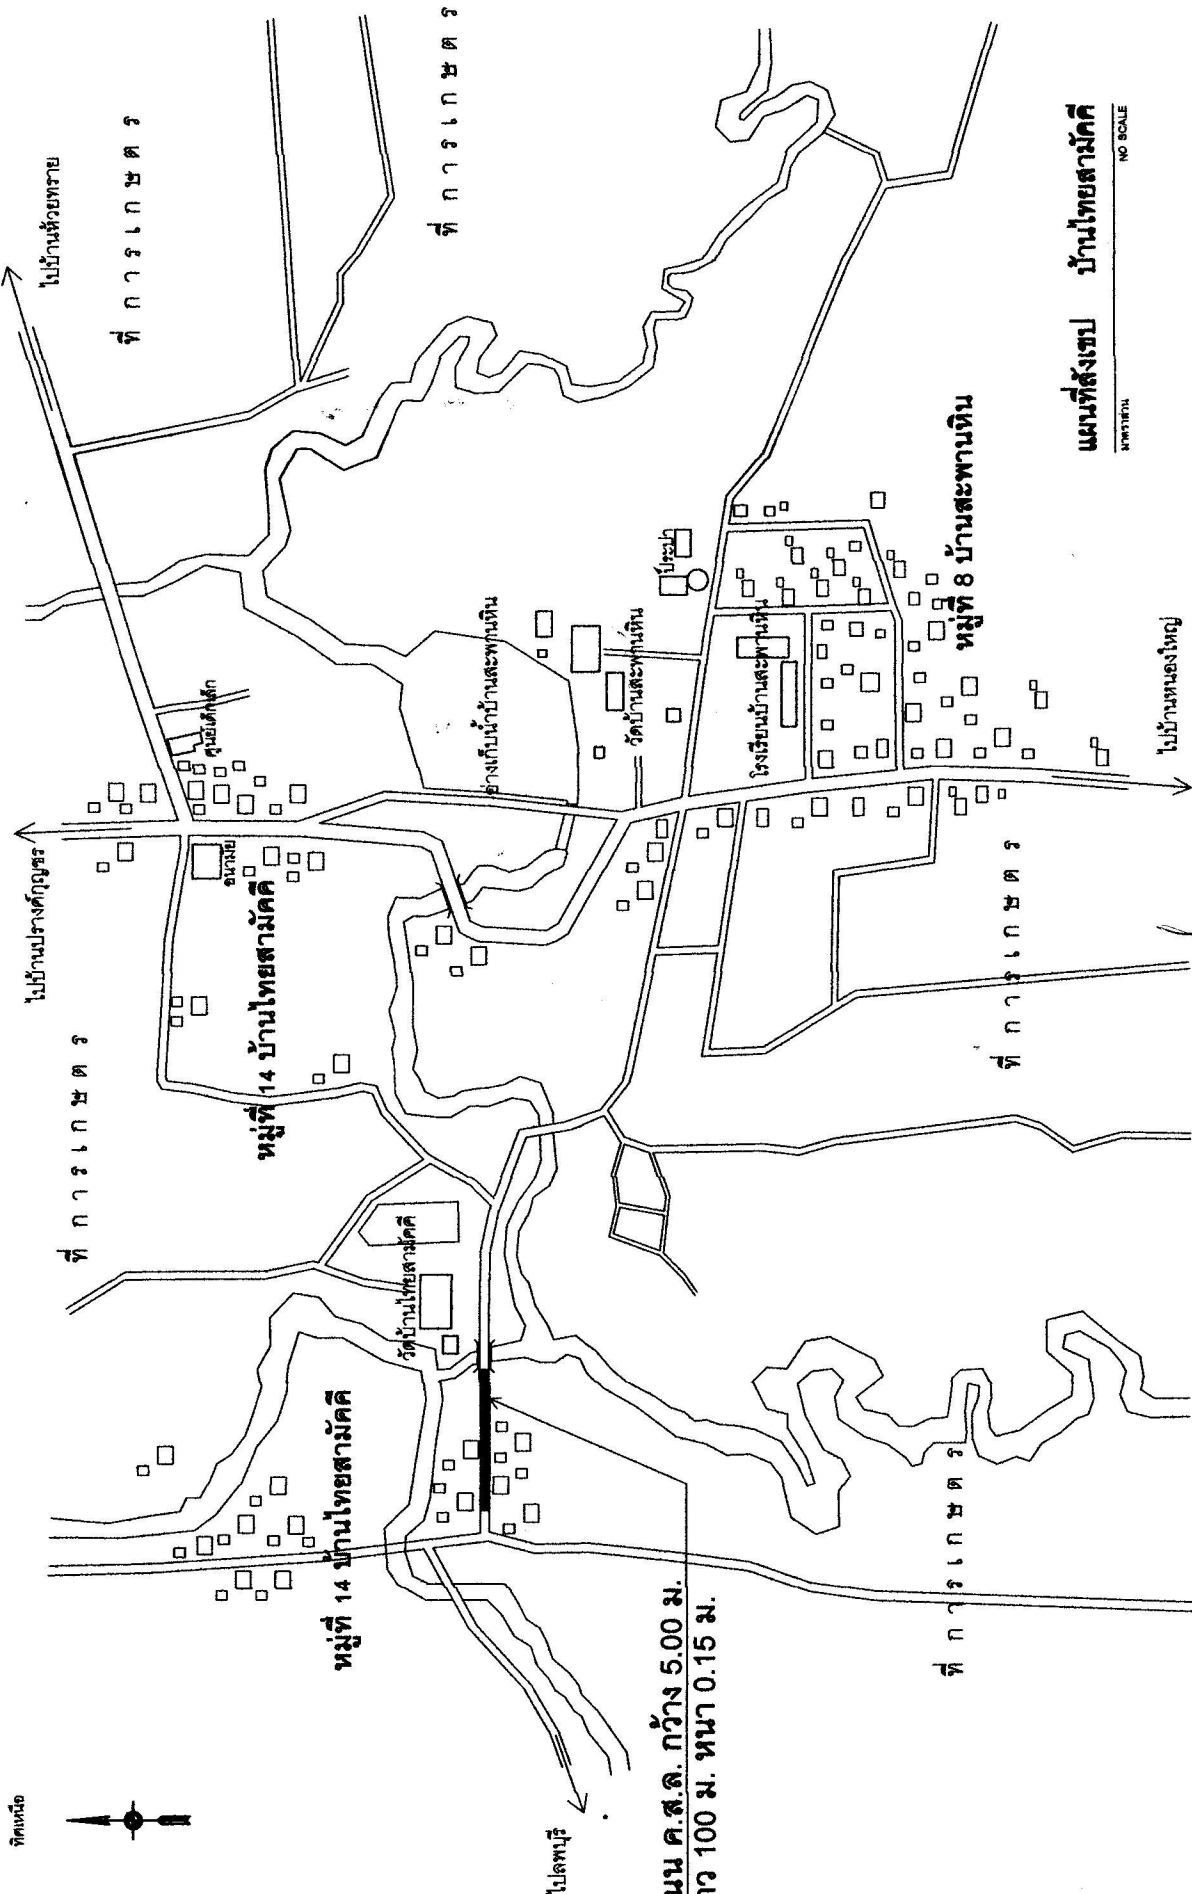 ทิศเหนือ
ที่การเกษตร
ไปบ้านปรางค์กุญชร
ไปบ้านห้วยทราย
ที่การเกษตร
ที่การเกษตร
ศูนย์เด็กเล็ก
อนามัย
หมู่ที่ 14 บ้านไทยสามัคคี
หมู่ที่ 14 บ้านไทยสามัคคี
วัดบ้านไทยสามัคคี
อ่างเก็บน้ำบ้านสะพานหิน
วัดบ้านสะพานหิน
ประปา
ไปลพบุรี
ค.ส.ล. กว้าง 5.00 ม.
100 ม. หนา 0.15 ม.
โรงเรียนบ้านสะพานหิน
หมู่ที่ 8 บ้านสะพานหิน
ที่การเกษตร
ที่การเกษตร
ไปบ้านหนองใหญ่
แผนที่สังเขป บ้านไทยสามัคคี
มาตราส่วน NO SCALE